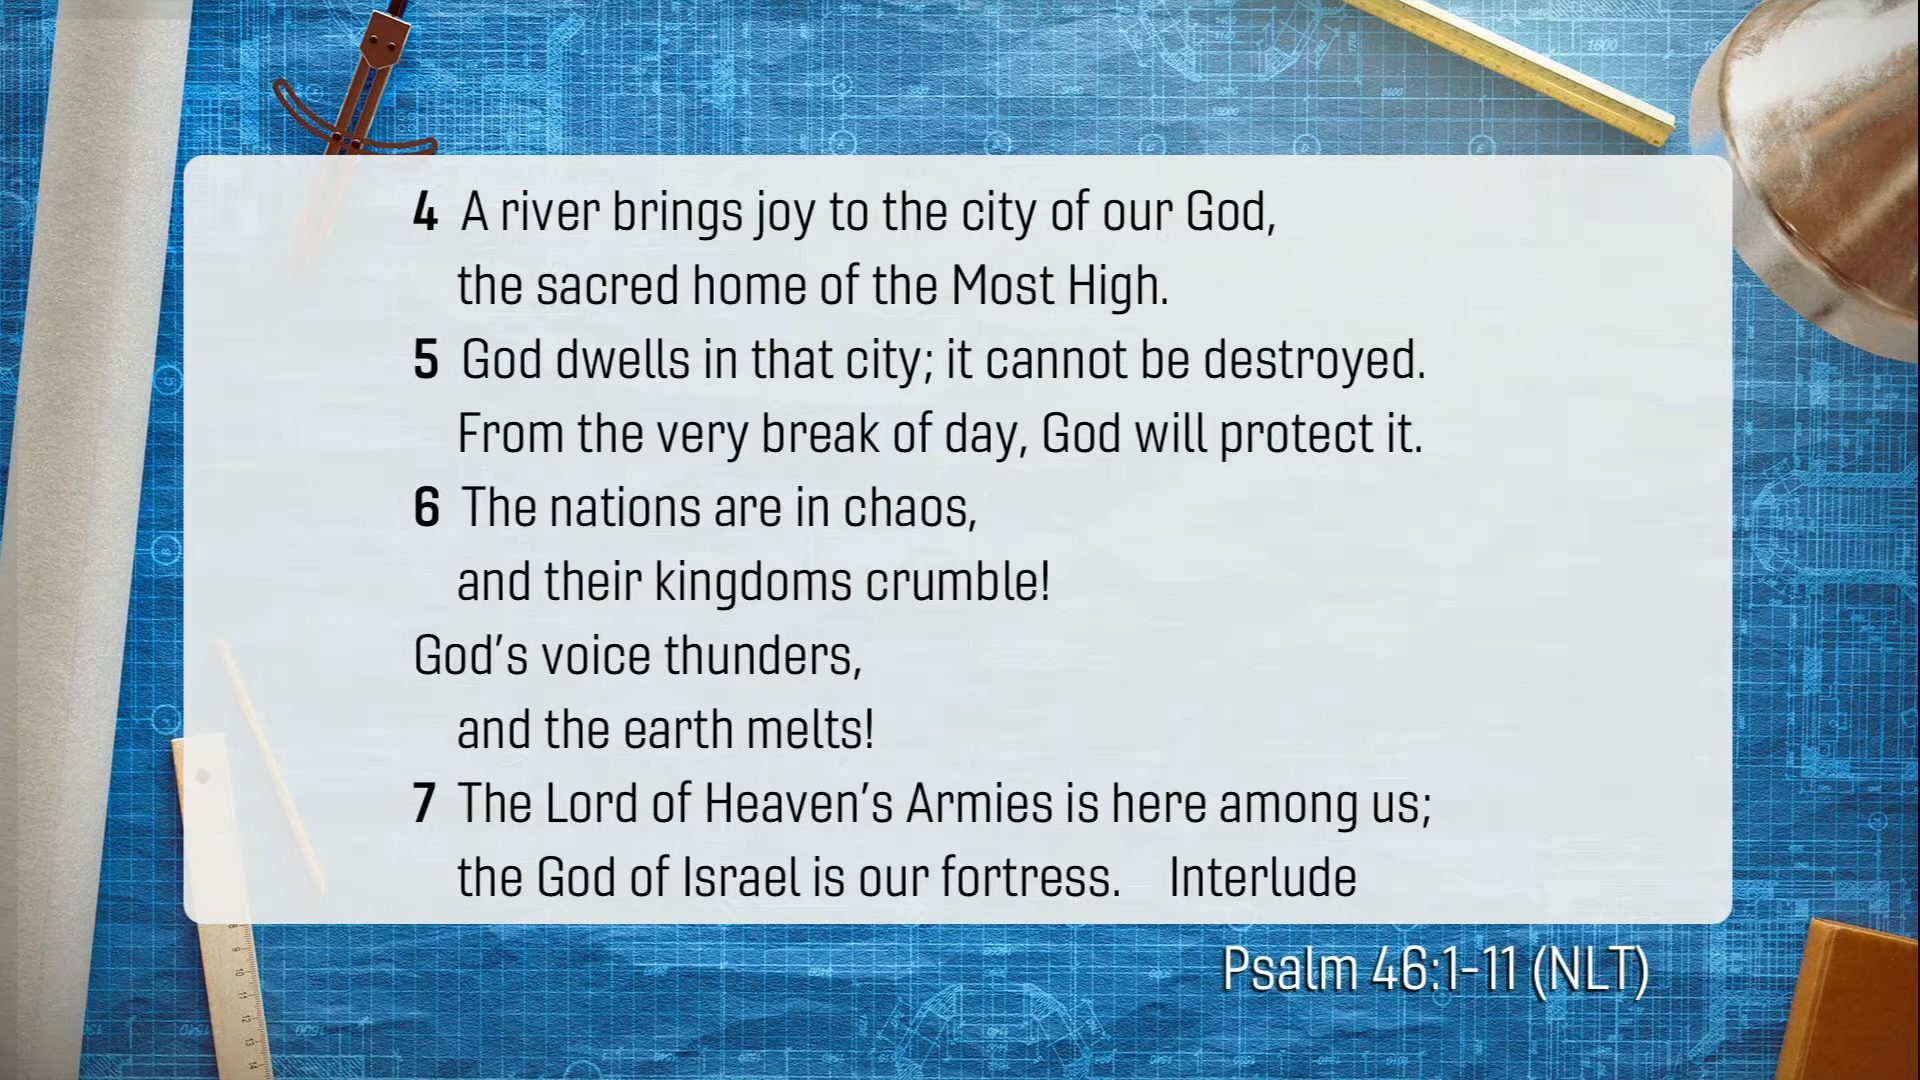 4 A river brings joy to the city of our God,
the sacred home of the Most High.
5 God dwells in that city; it cannot be destroyed.
From the very break of day, God will protect it.
6 The nations are in chaos,
and their kingdoms crumble!
God’s voice thunders,
and the earth melts!
7 The Lord of Heaven’s Armies is here among us;
the God of Israel is our fortress. Interlude
Psalm 46:1-11 (NLT)